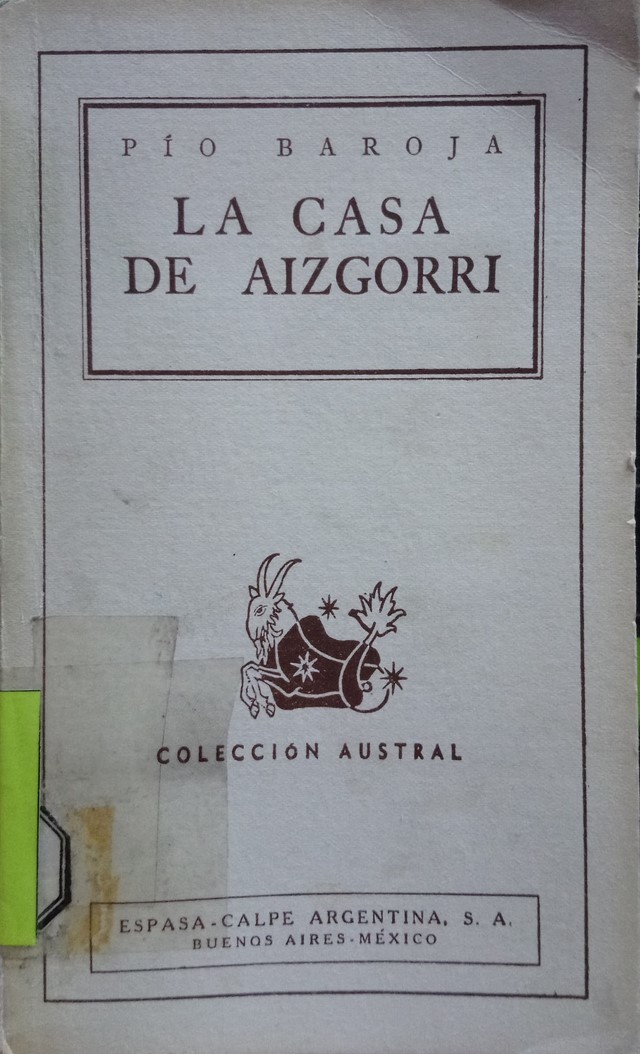 PÍO BAROJA
LA CASA
DE AIZGORRI
COLECCIÓN AUSTRAL
ESPASA-CALPE ARGENTINA, S. A.
BUENOS AIRES-MÉXICO